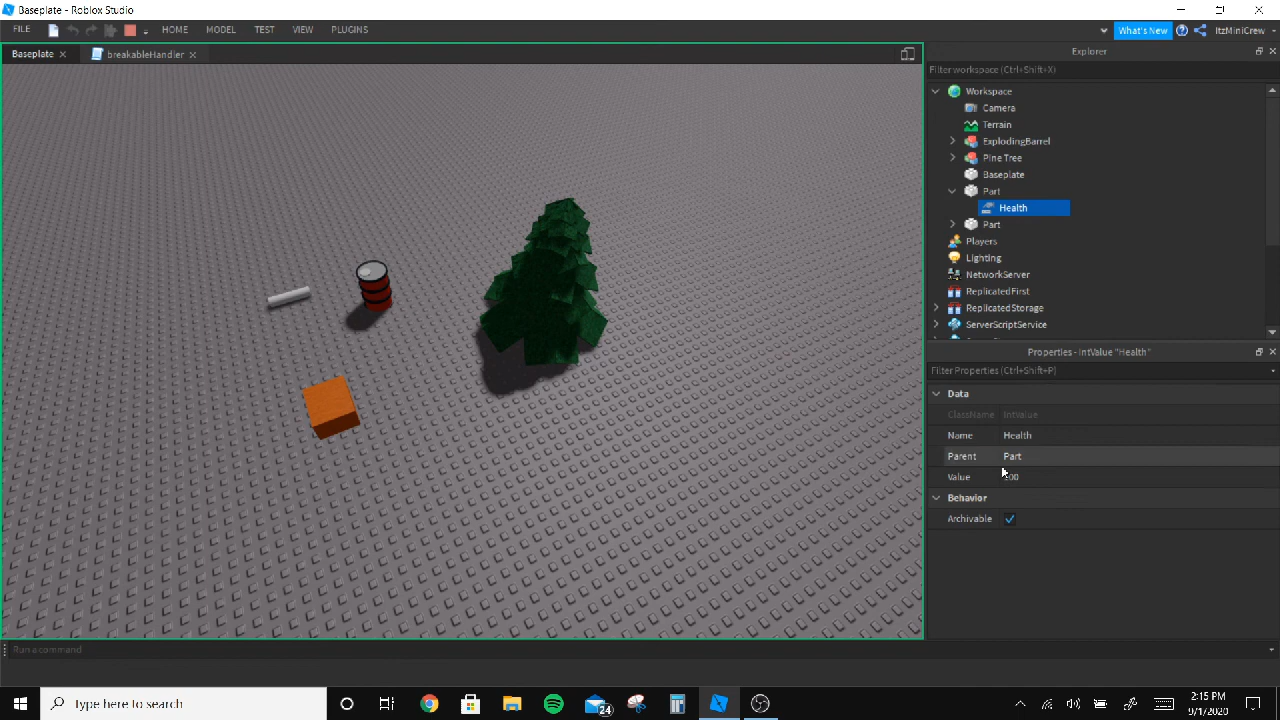 Baseplate - Roblox Studio
FILE HOME MODEL TEST VIEW PLUGINS What's New ItzMiniCrew
Baseplate breakableHandler
Explorer
Filter workspace (Ctrl+Shift+X)
Workspace
Camera
Terrain
ExplodingBarrel
Pine Tree
Baseplate
Part
Health
Part
Players
Lighting
NetworkServer
ReplicatedFirst
ReplicatedStorage
ServerScriptService
Properties - IntValue "Health"
Filter Properties (Ctrl+Shift+P)
Data
ClassName IntValue
Name Health
Parent Part
Value
Behavior
Archivable
Run a command
Type here to search
24
2:15 PM
9/1/2020